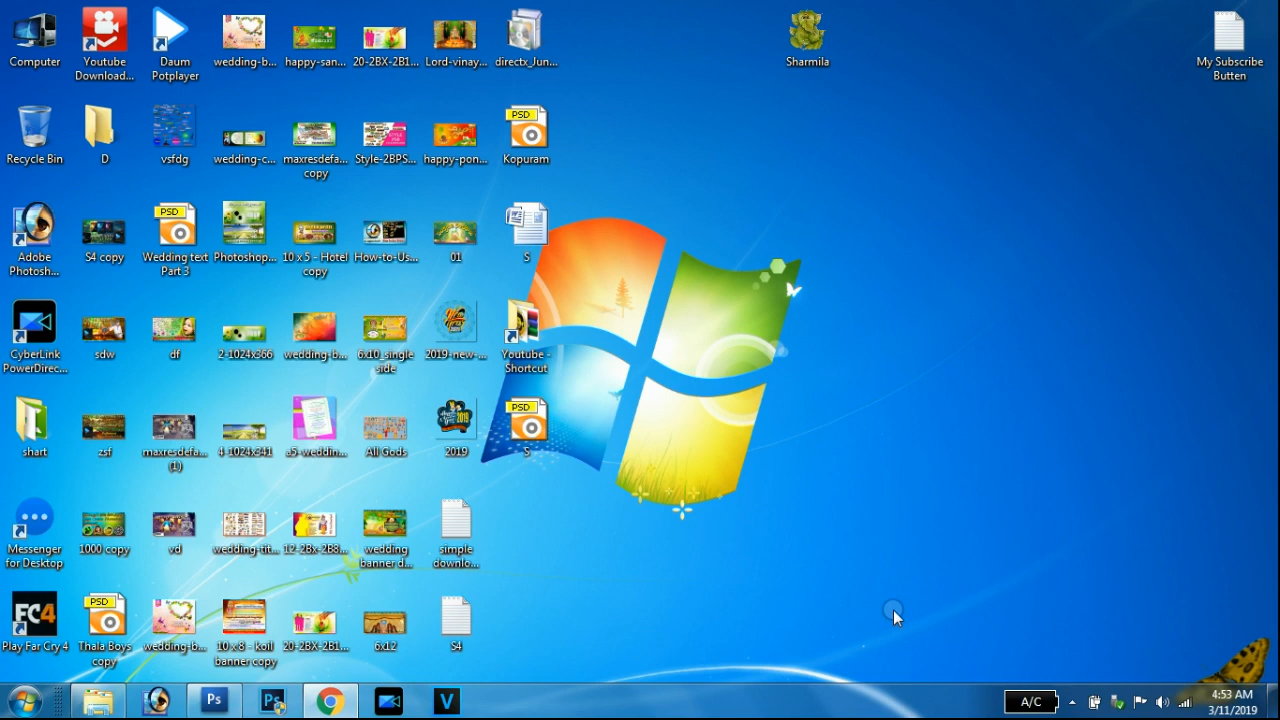 Computer
Youtube
Download...
Daum
Potplayer
wedding-b...
happy-san...
20-2BX-2B1...
Lord-vinay...
directx_Jun...
Sharmila
My Subscribe
Butten
Recycle Bin
D
vsfdg
wedding-c...
maxresdefa...
copy
Style-2BPS...
happy-pon...
PSD
Kopuram
Adobe
Photosh...
S4 copy
PSD
Wedding text
Part 3
Photoshop...
10 x 5 - Hotel
copy
How-to-Us...
01
S
CyberLink
PowerDirec...
sdw
df
2-1024x366
wedding-b...
6x10_single
side
2019-new-...
Youtube -
Shortcut
shart
zsf
maxresdefa...
(1)
4-1024x341
a5-weddin...
All Gods
2019
PSD
S
Messenger
for Desktop
1000 copy
vd
wedding-tit...
12-2Bx-2B8...
wedding
banner d...
simple
downlo...
FC4
Play Far Cry 4
PSD
Thala Boys
copy
wedding-b...
10 x 8 - koil
banner copy
20-2BX-2B1...
6x12
S4
Ps
Ps
V
A/C
4:53 AM
3/11/2019